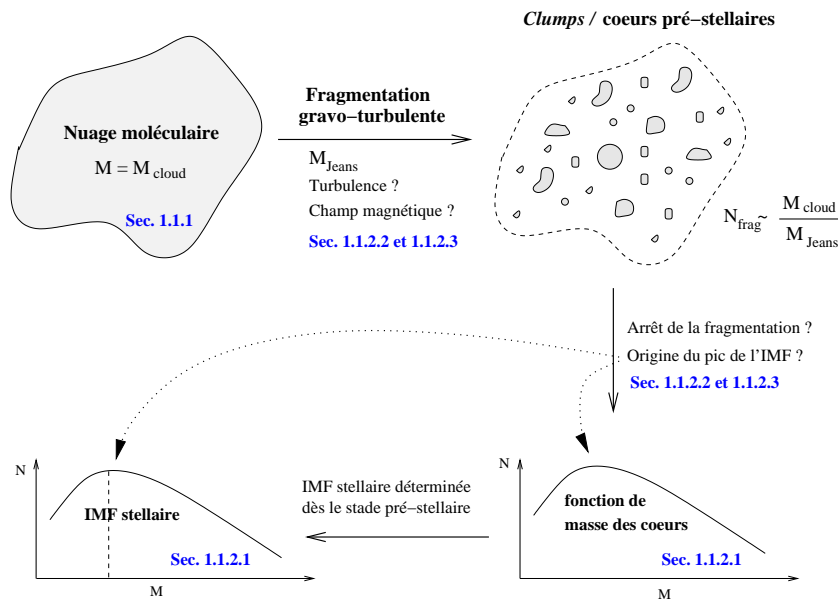 Clumps / coeurs pré−stellaires
Nuage moléculaire
M = M cloud
Sec. 1.1.1
Fragmentation
gravo−turbulente
M Jeans
Turbulence ?
Champ magnétique ?
Sec. 1.1.2.2 et 1.1.2.3
N frag ~ M cloud
M Jeans
Arrêt de la fragmentation ?
Origine du pic de l'IMF ?
Sec. 1.1.2.2 et 1.1.2.3
N
IMF stellaire
Sec. 1.1.2.1
M
IMF stellaire déterminée
dès le stade pré−stellaire
N
fonction de
masse des coeurs
Sec. 1.1.2.1
M